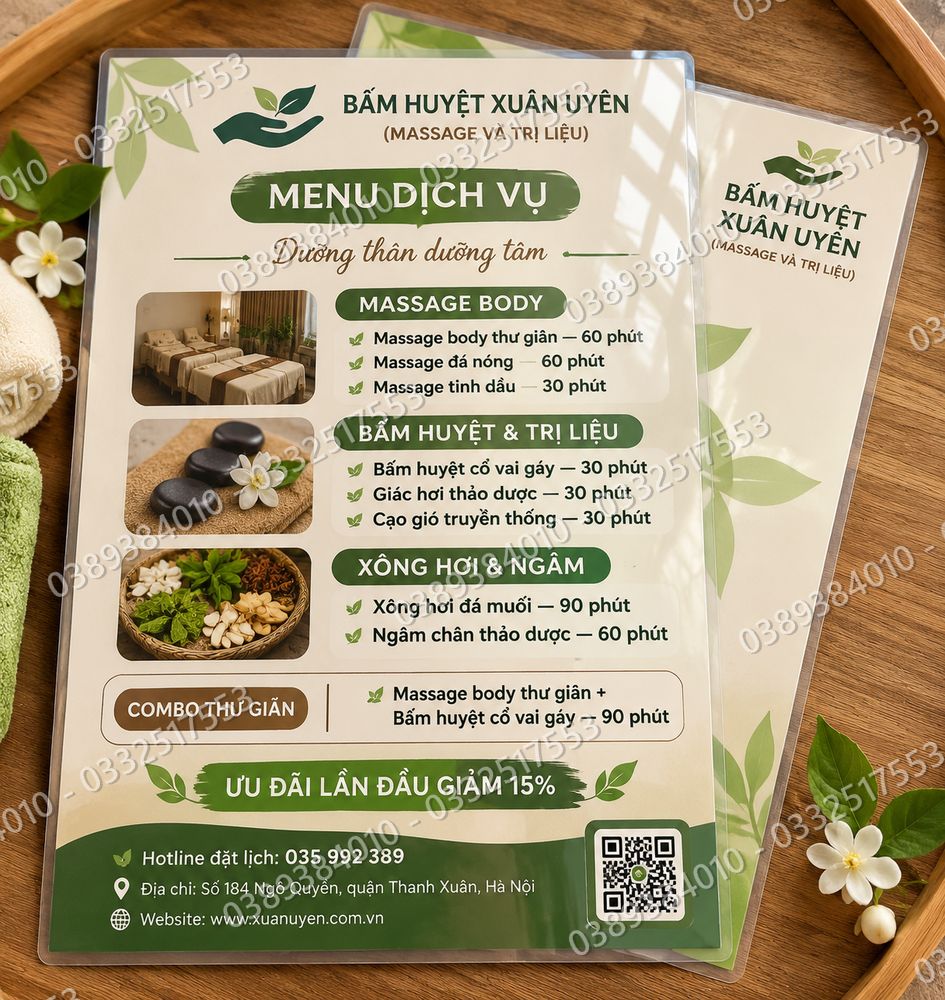 BẤM HUYỆT XUÂN UYÊN
(MASSAGE VÀ TRỊ LIỆU)
MENU DỊCH VỤ
Dưỡng thân dưỡng tâm
MASSAGE BODY
Massage body thư giãn — 60 phút
Massage đá nóng — 60 phút
Massage tinh dầu — 30 phút
BẤM HUYỆT & TRỊ LIỆU
Bấm huyệt cổ vai gáy — 30 phút
Giác hơi thảo dược — 30 phút
Cạo gió truyền thống — 30 phút
XÔNG HƠI & NGÂM
Xông hơi đá muối — 90 phút
Ngâm chân thảo dược — 60 phút
COMBO THƯ GIÃN
Massage body thư giãn +
Bấm huyệt cổ vai gáy — 90 phút
ƯU ĐÃI LẦN ĐẦU GIẢM 15%
Hotline đặt lịch: 035 992 389
Địa chỉ: Số 184 Ngô Quyền, quận Thanh Xuân, Hà Nội
Website: www.xuanuyen.com.vn
BẤM HUYỆT
XUÂN UYÊN
(MASSAGE VÀ TRỊ LIỆU)
0389384010 - 0332517553